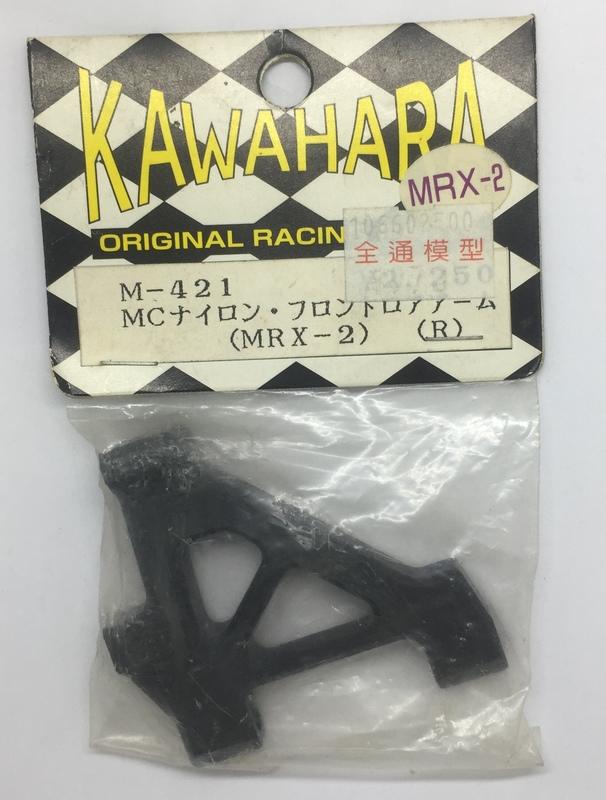 KAWAHARA
MRX-2
ORIGINAL RACIN
106602500
全通模型
M-421
MCナイロン・フロントロアアーム
(MRX-2) (R)